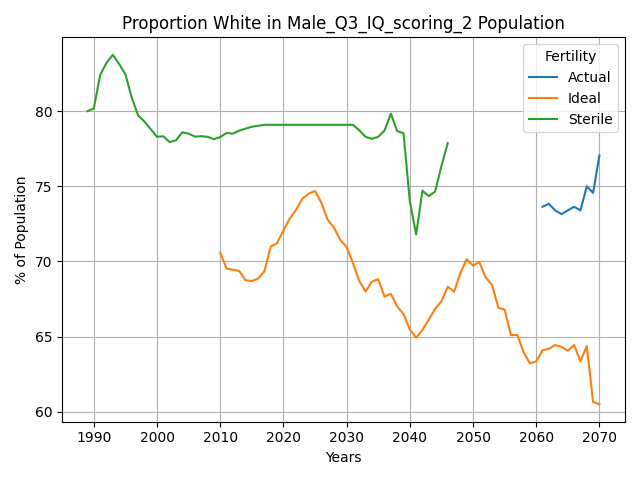 Proportion White in Male_Q3_IQ_scoring_2 Population
Fertility
Actual
Ideal
Sterile
% of Population
80
75
70
65
60
1990 2000 2010 2020 2030 2040 2050 2060 2070
Years